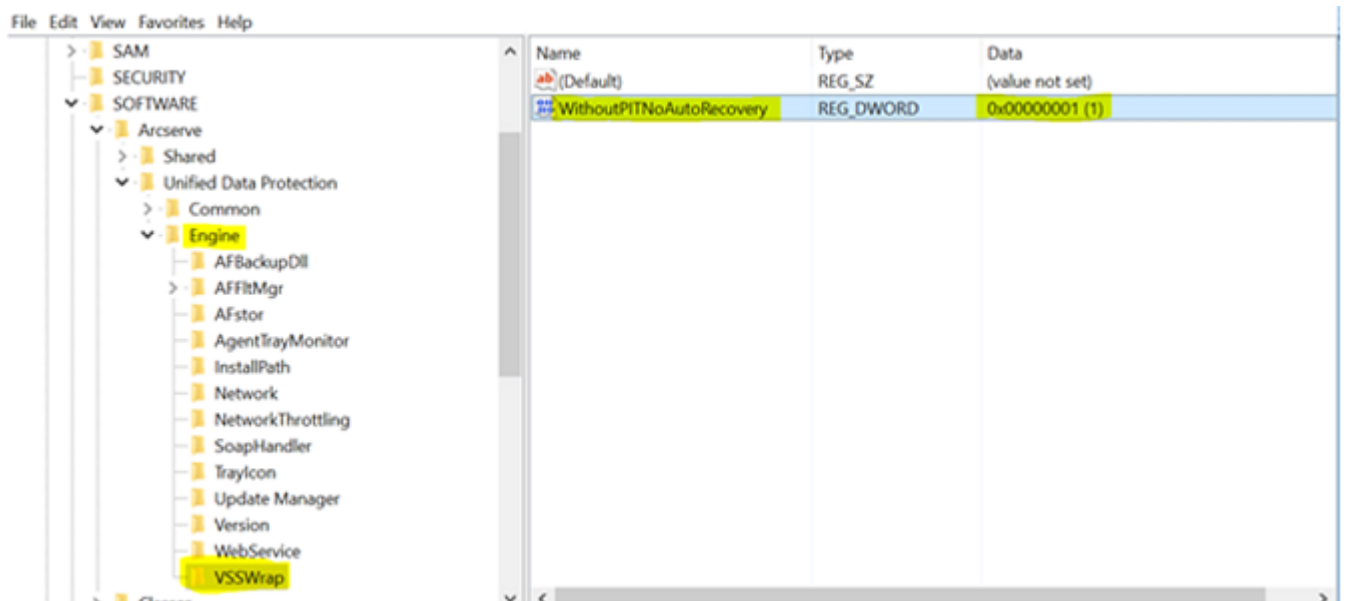 File Edit View Favorites Help
SAM
SECURITY
SOFTWARE
Arcserve
Shared
Unified Data Protection
Common
Engine
AFBackupDll
AFFltMgr
AFstor
AgentTrayMonitor
InstallPath
Network
NetworkThrottling
SoapHandler
TrayIcon
Update Manager
Version
WebService
VSSWrap
Name Type Data
(Default) REG_SZ (value not set)
WithoutPITNoAutoRecovery REG_DWORD 0x00000001 (1)